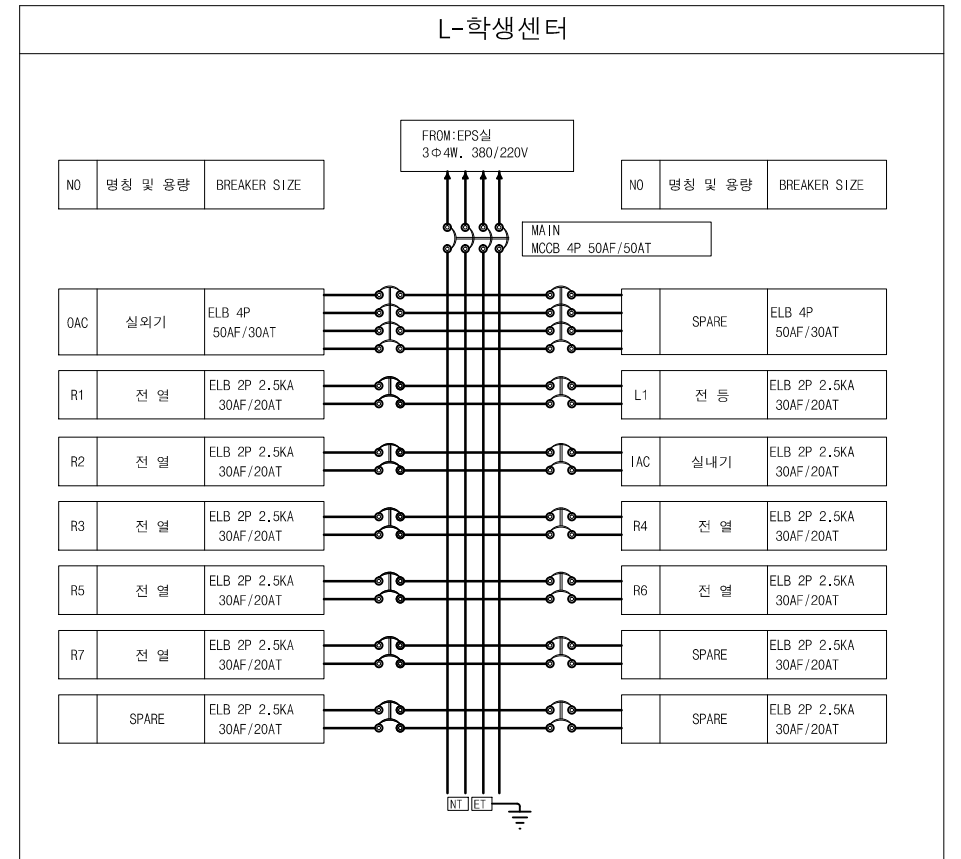 L-학생센터
FROM:EPS실
3Φ4W. 380/220V
NO 명칭 및 용량 BREAKER SIZE
NO 명칭 및 용량 BREAKER SIZE
MAIN
MCCB 4P 50AF/50AT
OAC 실외기 ELB 4P
50AF/30AT
SPARE ELB 4P
50AF/30AT
R1 전 열 ELB 2P 2.5KA
30AF/20AT
L1 전 등 ELB 2P 2.5KA
30AF/20AT
R2 전 열 ELB 2P 2.5KA
30AF/20AT
IAC 실내기 ELB 2P 2.5KA
30AF/20AT
R3 전 열 ELB 2P 2.5KA
30AF/20AT
R4 전 열 ELB 2P 2.5KA
30AF/20AT
R5 전 열 ELB 2P 2.5KA
30AF/20AT
R6 전 열 ELB 2P 2.5KA
30AF/20AT
R7 전 열 ELB 2P 2.5KA
30AF/20AT
SPARE ELB 2P 2.5KA
30AF/20AT
SPARE ELB 2P 2.5KA
30AF/20AT
SPARE ELB 2P 2.5KA
30AF/20AT
NT ET